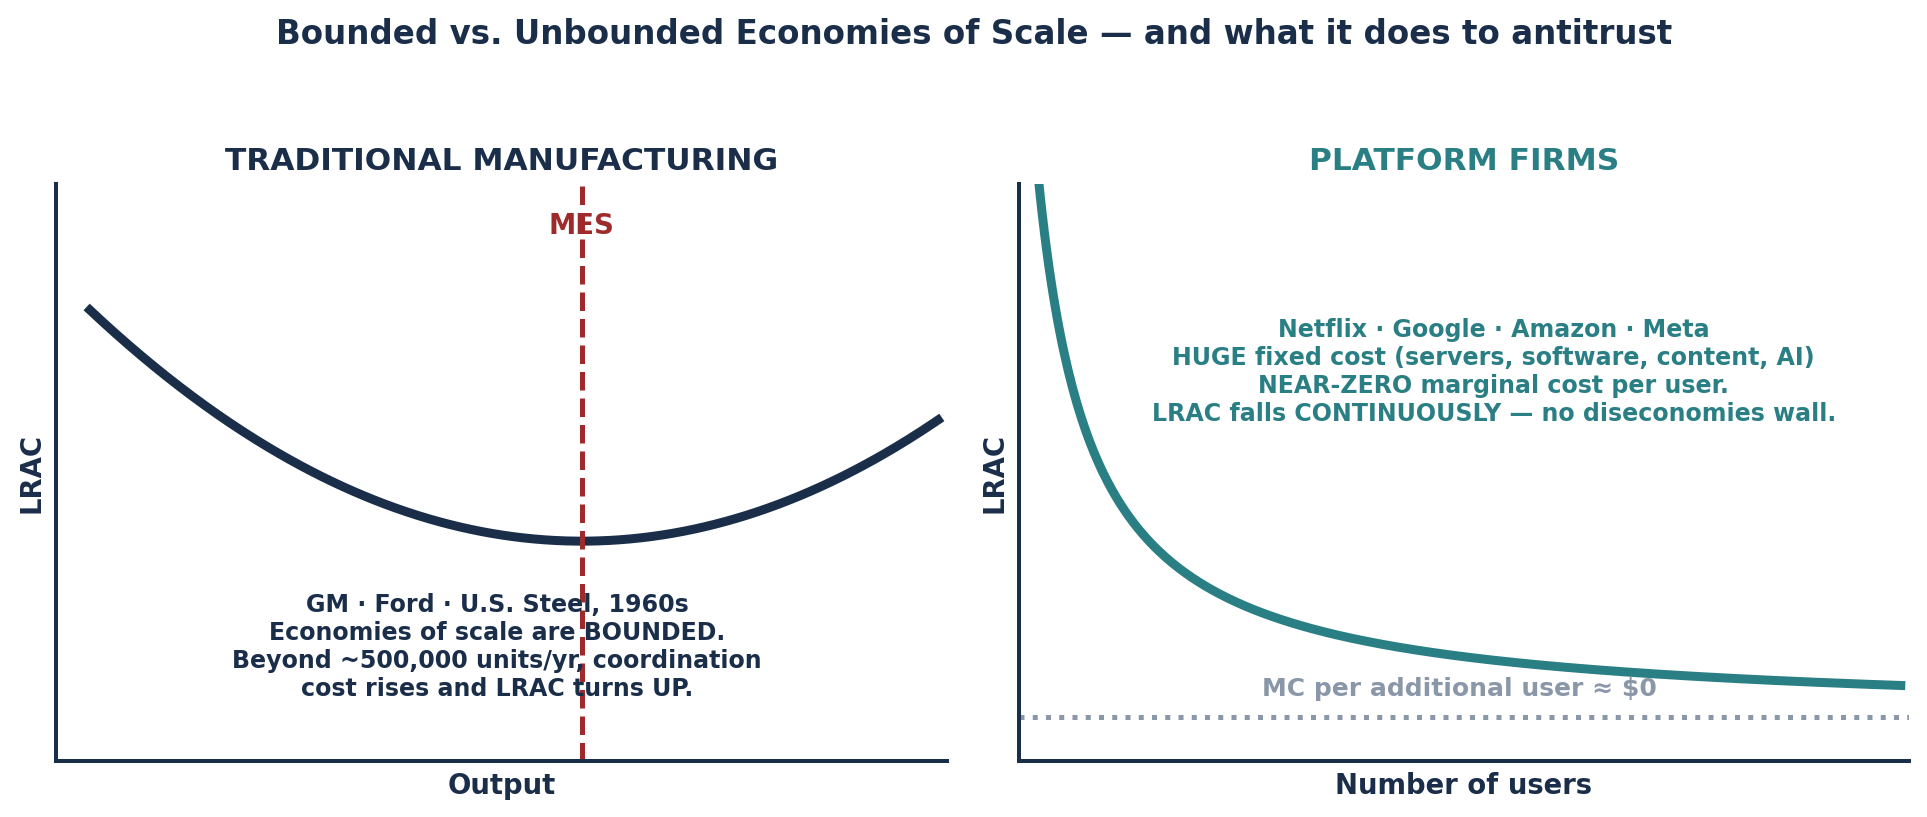 Bounded vs. Unbounded Economies of Scale — and what it does to antitrust
TRADITIONAL MANUFACTURING
MES
LRAC
GM · Ford · U.S. Steel, 1960s
Economies of scale are BOUNDED.
Beyond ~500,000 units/yr, coordination
cost rises and LRAC turns UP.
Output
PLATFORM FIRMS
Netflix · Google · Amazon · Meta
HUGE fixed cost (servers, software, content, AI)
NEAR-ZERO marginal cost per user.
LRAC falls CONTINUOUSLY — no diseconomies wall.
LRAC
MC per additional user ≈ $0
Number of users